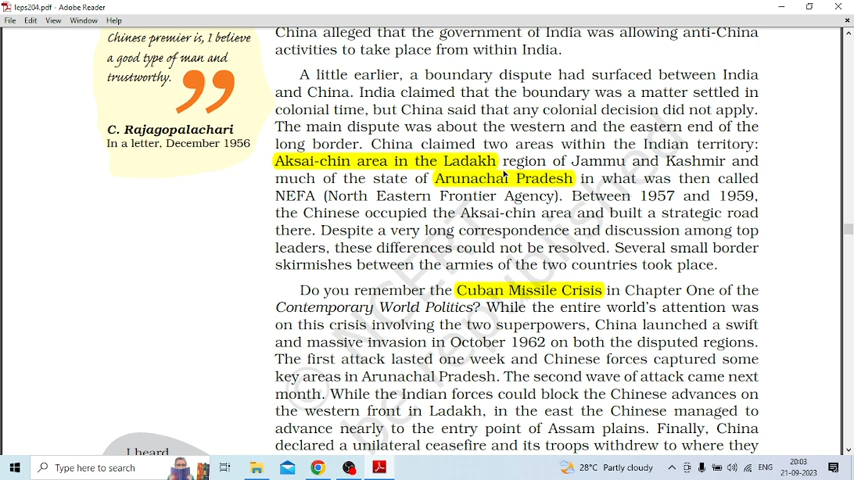 leps204.pdf - Adobe Reader
File Edit View Window Help
Chinese premier is, I believe
a good type of man and
trustworthy.
C. Rajagopalachari
In a letter, December 1956
China alleged that the government of India was allowing anti-China
activities to take place from within India.
A little earlier, a boundary dispute had surfaced between India
and China. India claimed that the boundary was a matter settled in
colonial time, but China said that any colonial decision did not apply.
The main dispute was about the western and the eastern end of the
long border. China claimed two areas within the Indian territory:
Aksai-chin area in the Ladakh region of Jammu and Kashmir and
much of the state of Arunachal Pradesh in what was then called
NEFA (North Eastern Frontier Agency). Between 1957 and 1959,
the Chinese occupied the Aksai-chin area and built a strategic road
there. Despite a very long correspondence and discussion among top
leaders, these differences could not be resolved. Several small border
skirmishes between the armies of the two countries took place.
Do you remember the Cuban Missile Crisis in Chapter One of the
Contemporary World Politics? While the entire world's attention was
on this crisis involving the two superpowers, China launched a swift
and massive invasion in October 1962 on both the disputed regions.
The first attack lasted one week and Chinese forces captured some
key areas in Arunachal Pradesh. The second wave of attack came next
month. While the Indian forces could block the Chinese advances on
the western front in Ladakh, in the east the Chinese managed to
advance nearly to the entry point of Assam plains. Finally, China
declared a unilateral ceasefire and its troops withdrew to where they
I heard
© NCERT
be republished
Type here to search
28°C Partly cloudy
ENG
20:03
21-09-2023